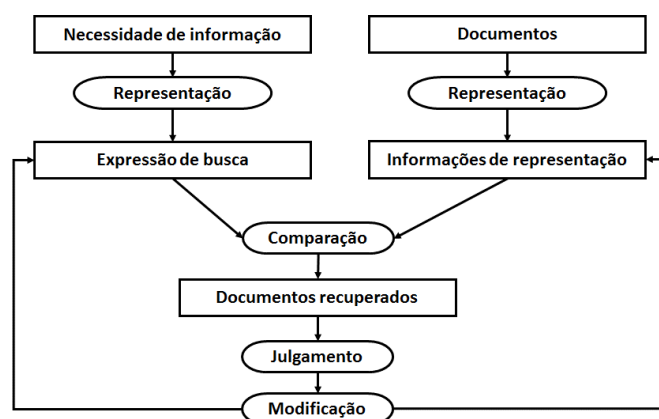 Necessidade de informação
Documentos
Representação
Representação
Expressão de busca
Informações de representação
Comparação
Documentos recuperados
Julgamento
Modificação